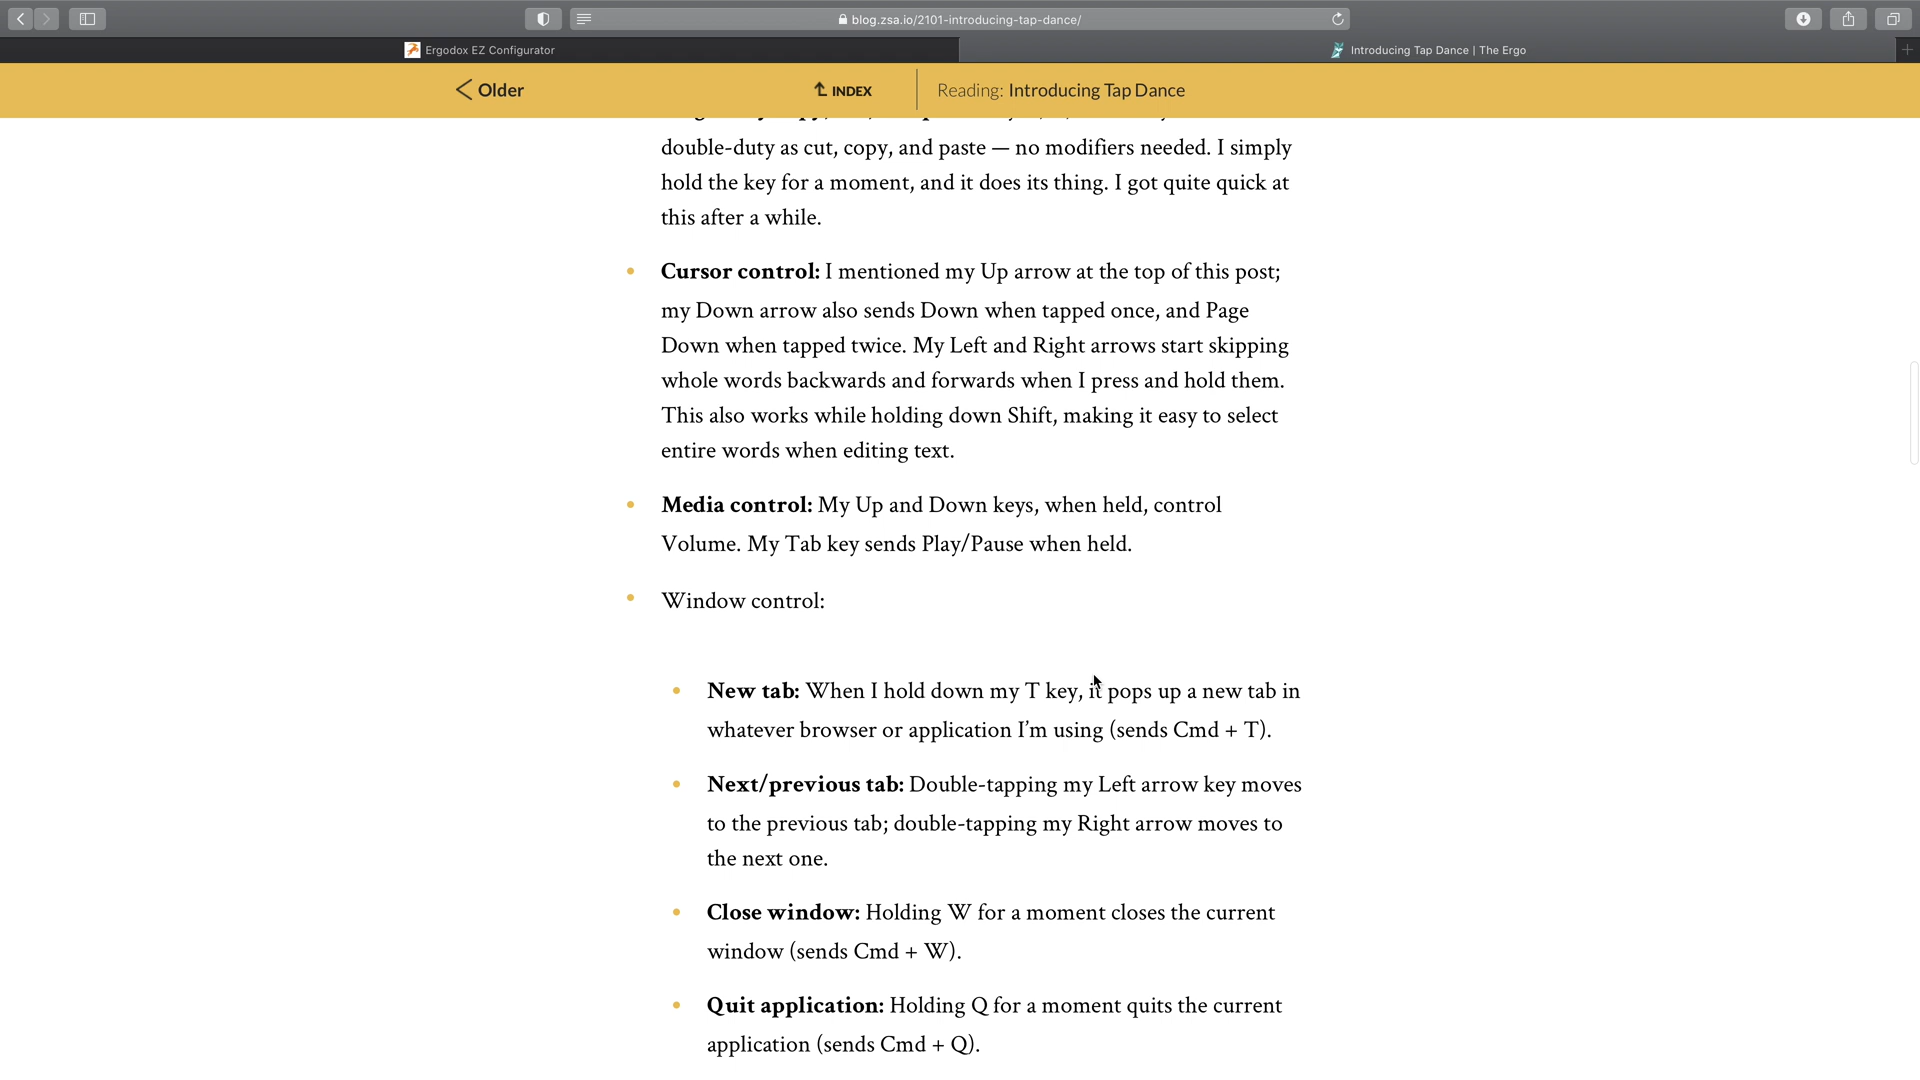 blog.zsa.io/2101-introducing-tap-dance/
Ergodox EZ Configurator
Introducing Tap Dance | The Ergo
Older
INDEX
Reading: Introducing Tap Dance
double-duty as cut, copy, and paste — no modifiers needed. I simply
hold the key for a moment, and it does its thing. I got quite quick at
this after a while.
Cursor control: I mentioned my Up arrow at the top of this post;
my Down arrow also sends Down when tapped once, and Page
Down when tapped twice. My Left and Right arrows start skipping
whole words backwards and forwards when I press and hold them.
This also works while holding down Shift, making it easy to select
entire words when editing text.
Media control: My Up and Down keys, when held, control
Volume. My Tab key sends Play/Pause when held.
Window control:
New tab: When I hold down my T key, it pops up a new tab in
whatever browser or application I’m using (sends Cmd + T).
Next/previous tab: Double-tapping my Left arrow key moves
to the previous tab; double-tapping my Right arrow moves to
the next one.
Close window: Holding W for a moment closes the current
window (sends Cmd + W).
Quit application: Holding Q for a moment quits the current
application (sends Cmd + Q).